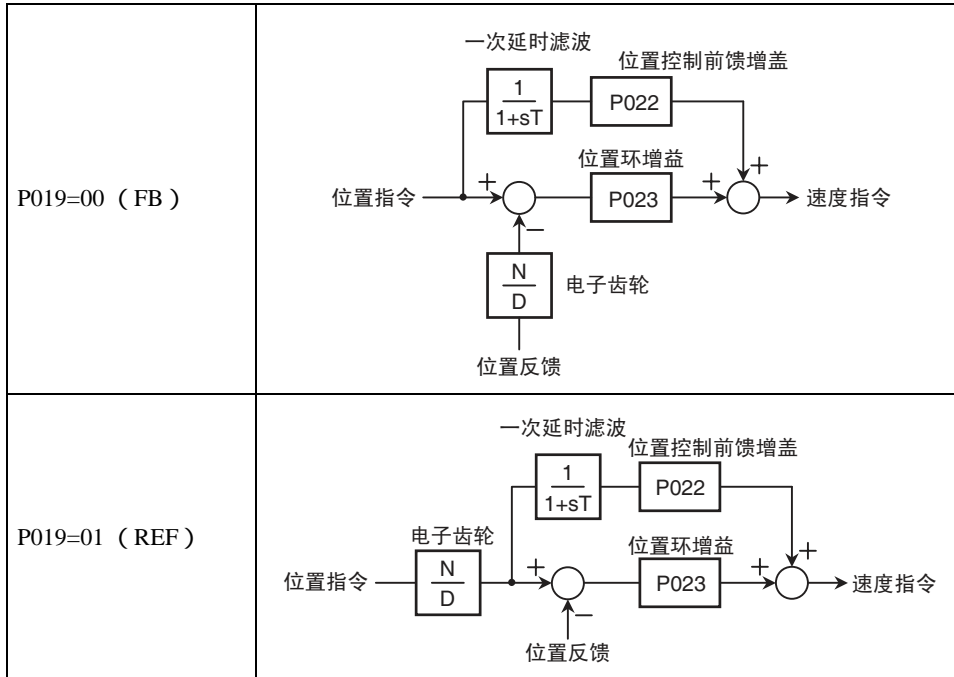 P019=00 （FB）
一次延时滤波
位置控制前馈增盖
1
1+sT
P022
位置环增益
+
位置指令
+
P023
+
速度指令
−
N
D
电子齿轮
位置反馈
P019=01 （REF）
一次延时滤波
位置控制前馈增盖
1
1+sT
P022
电子齿轮
位置环增益
+
位置指令
N
D
+
P023
+
速度指令
−
位置反馈